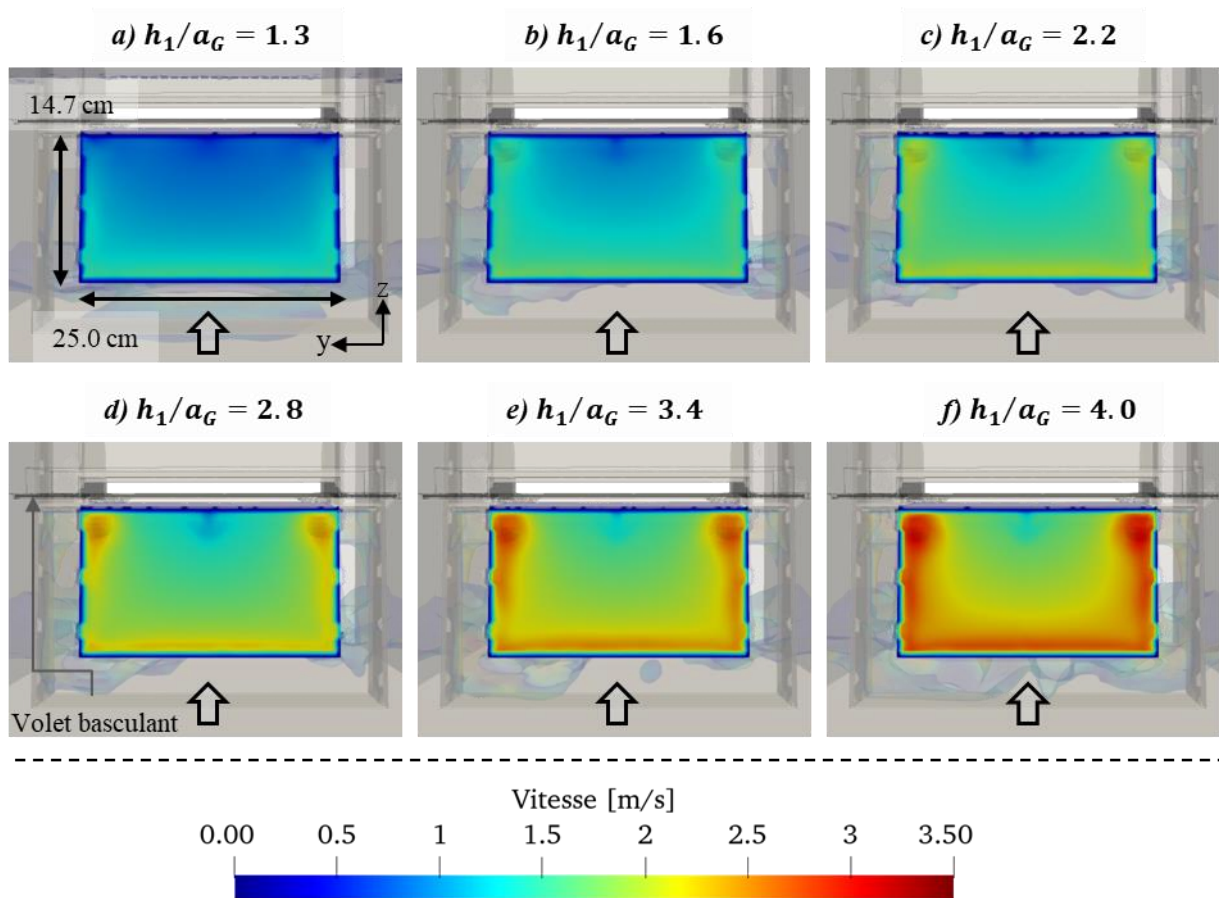 a) h₁/a_G = 1.3
b) h₁/a_G = 1.6
c) h₁/a_G = 2.2
14.7 cm
25.0 cm
z
y
d) h₁/a_G = 2.8
e) h₁/a_G = 3.4
f) h₁/a_G = 4.0
Volet basculant
Vitesse [m/s]
0.00 0.5 1 1.5 2 2.5 3 3.50